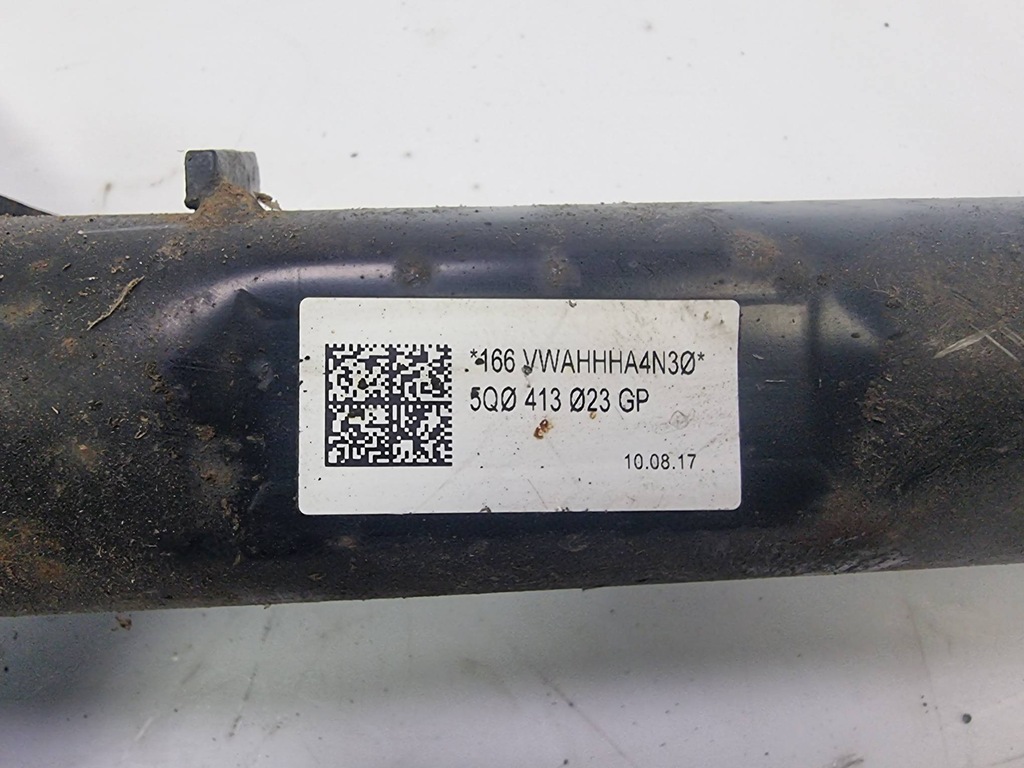 *166 VWAHHHA4N3Ø*
5QØ 413 Ø23 GP
10.08.17